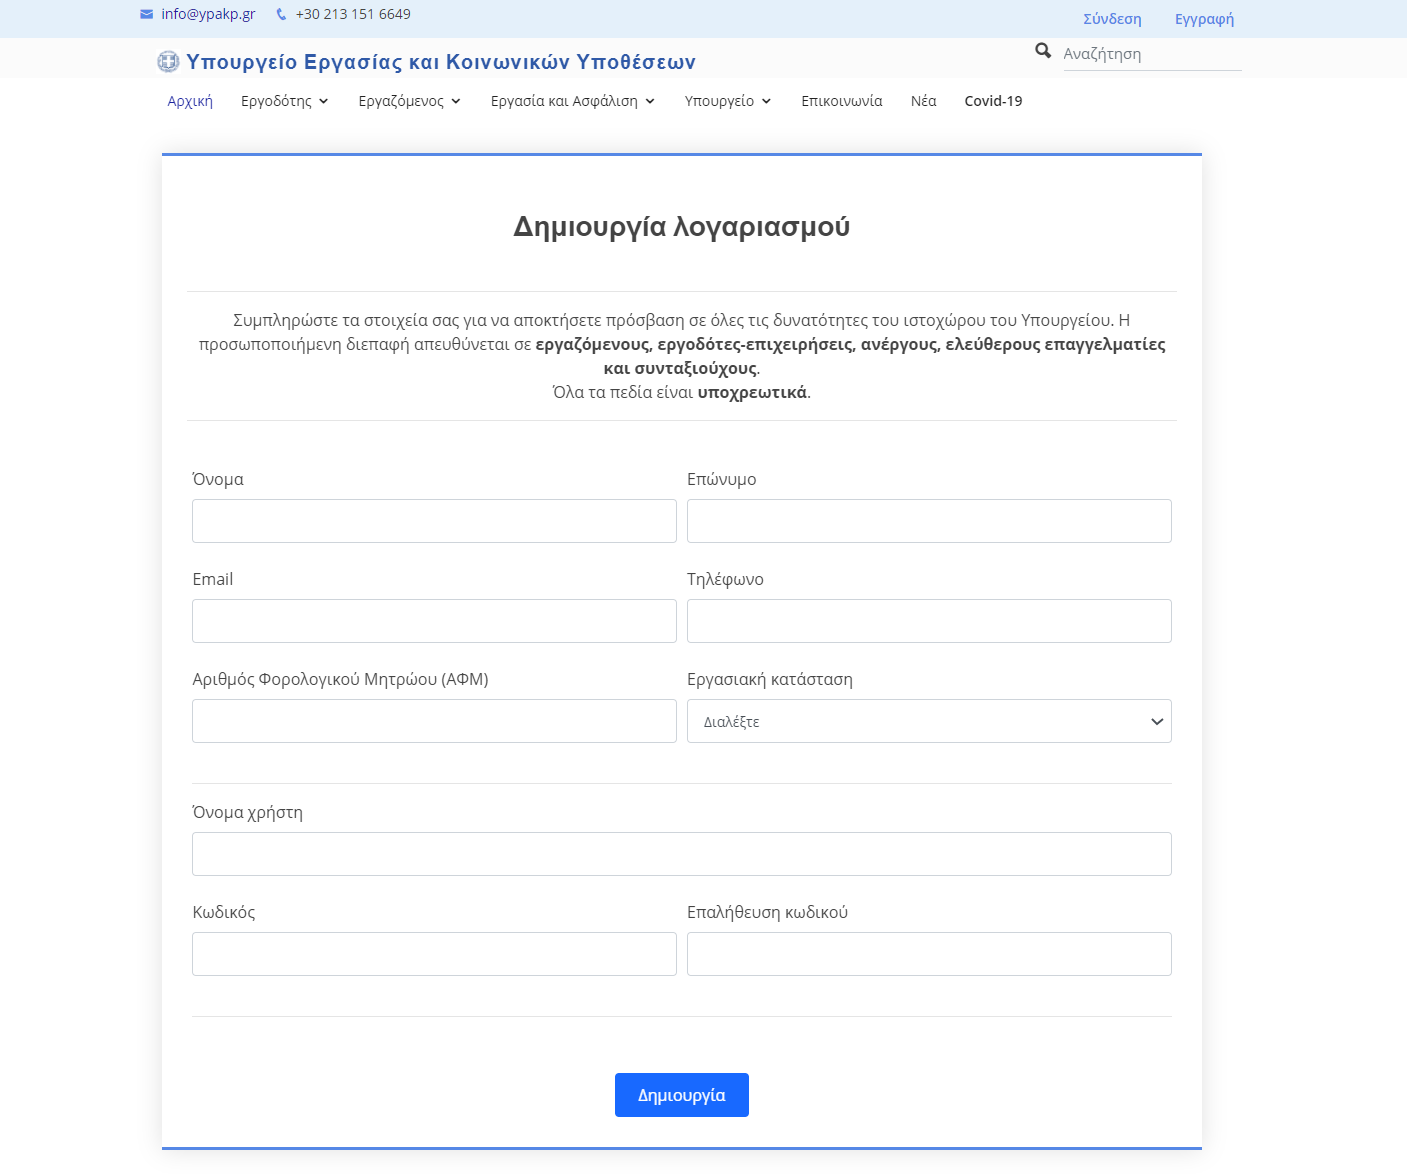 info@ypakp.gr +30 213 151 6649 Σύνδεση Εγγραφή
Υπουργείο Εργασίας και Κοινωνικών Υποθέσεων Αναζήτηση
Αρχική Εργοδότης Εργαζόμενος Εργασία και Ασφάλιση Υπουργείο Επικοινωνία Νέα Covid-19
Δημιουργία λογαριασμού
Συμπληρώστε τα στοιχεία σας για να αποκτήσετε πρόσβαση σε όλες τις δυνατότητες του ιστοχώρου του Υπουργείου. Η
προσωποποιήμενη διεπαφή απευθύνεται σε εργαζόμενους, εργοδότες-επιχειρήσεις, ανέργους, ελεύθερους επαγγελματίες
και συνταξιούχους.
Όλα τα πεδία είναι υποχρεωτικά.
Όνομα Επώνυμο
Email Τηλέφωνο
Αριθμός Φορολογικού Μητρώου (ΑΦΜ) Εργασιακή κατάσταση
Διαλέξτε
Όνομα χρήστη
Κωδικός Επαλήθευση κωδικού
Δημιουργία